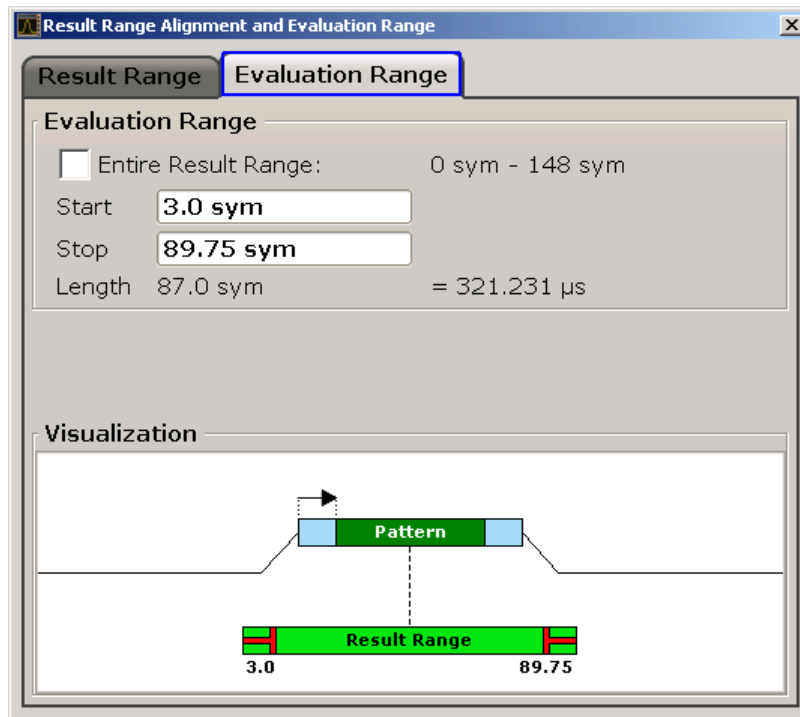 Result Range Alignment and Evaluation Range
Result Range
Evaluation Range
Evaluation Range
Entire Result Range: 0 sym - 148 sym
Start 3.0 sym
Stop 89.75 sym
Length 87.0 sym = 321.231 µs
Visualization
Pattern
Result Range
3.0 89.75